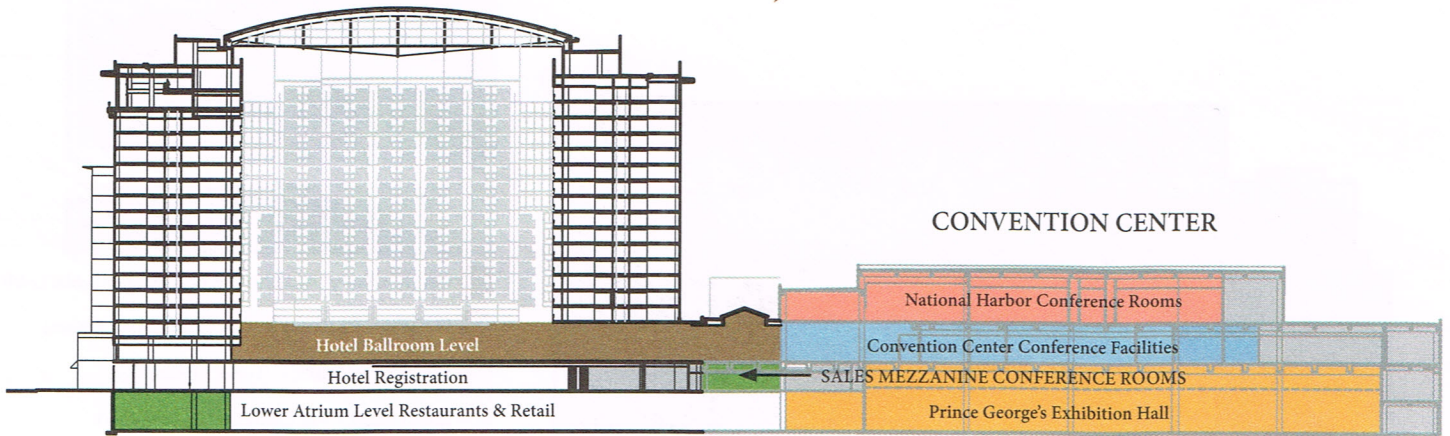 CONVENTION CENTER
National Harbor Conference Rooms
Hotel Ballroom Level
Convention Center Conference Facilities
Hotel Registration
SALES MEZZANINE CONFERENCE ROOMS
Lower Atrium Level Restaurants & Retail
Prince George's Exhibition Hall